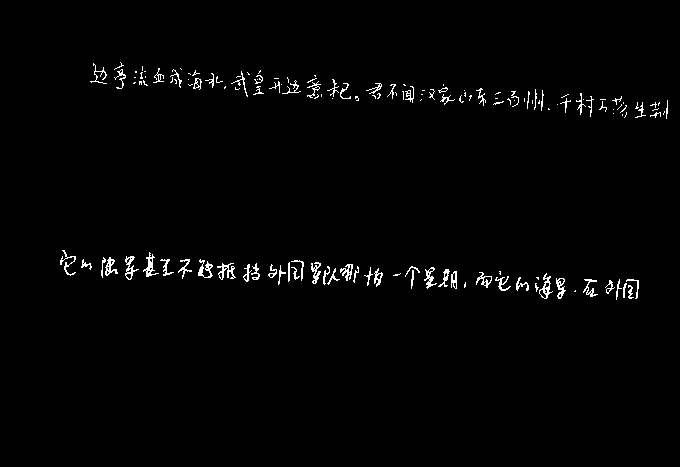 边亭流血成海水,武皇开边意杞。君不闻汉家山东二百州、千村万落生荆
它的陆军甚至不能抵挡外国军队哪怕一个星期,而它的海军.在外国